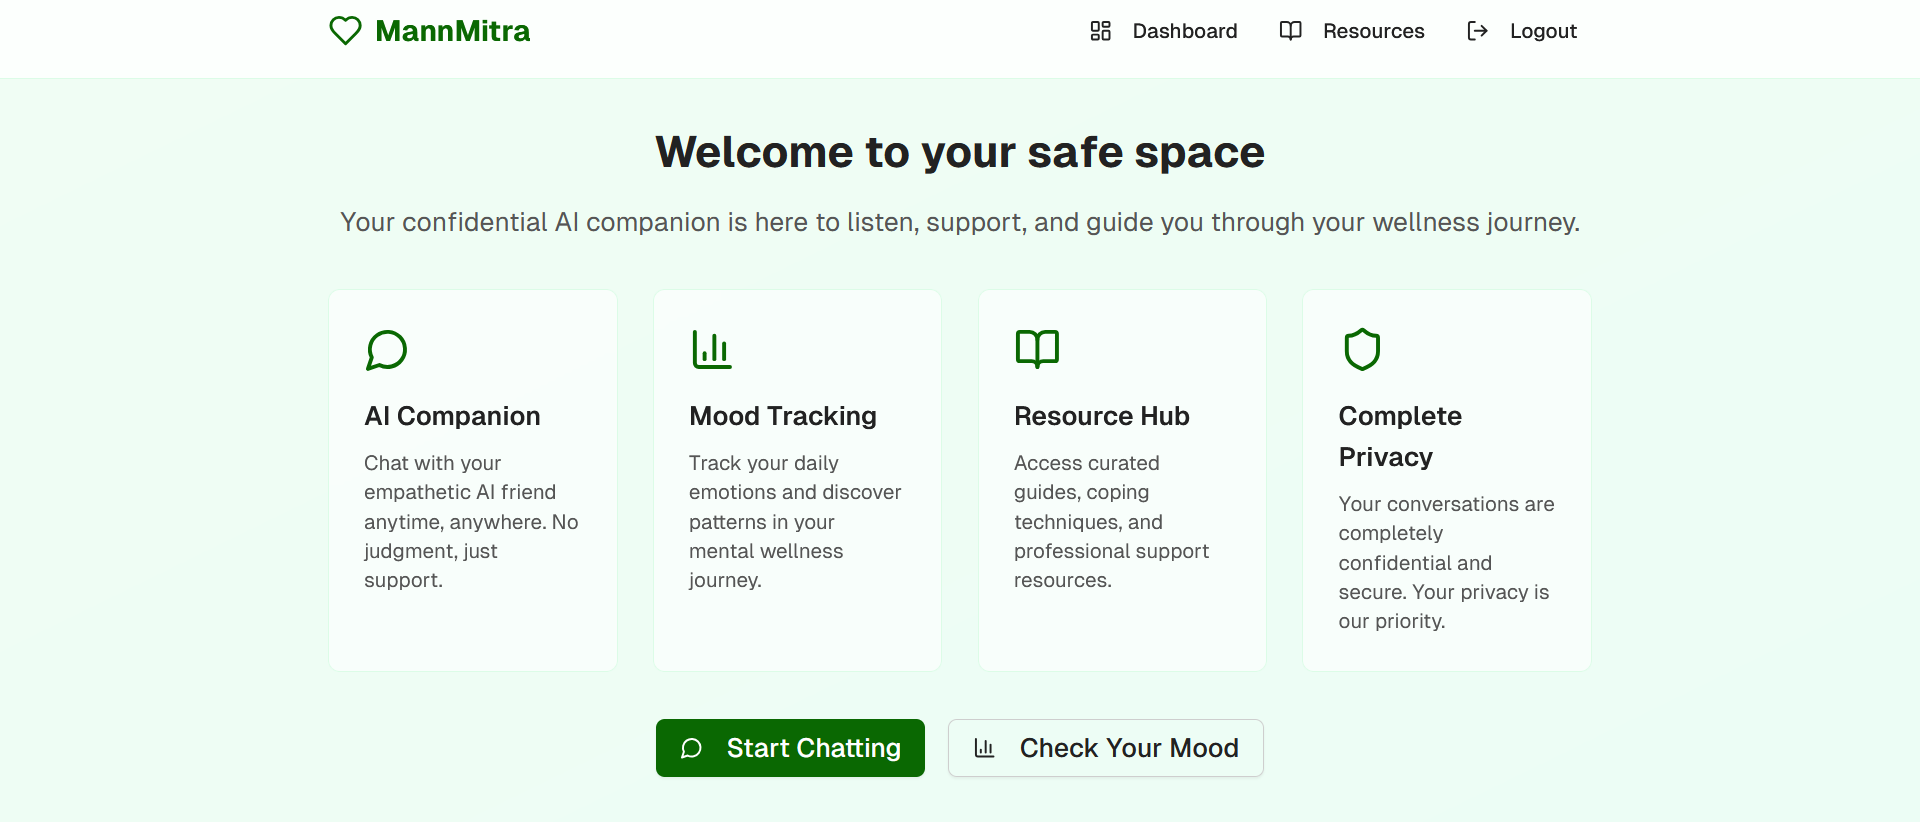 MannMitra
Dashboard
Resources
Logout
Welcome to your safe space
Your confidential AI companion is here to listen, support, and guide you through your wellness journey.
AI Companion
Chat with your
empathetic AI friend
anytime, anywhere. No
judgment, just
support.
Mood Tracking
Track your daily
emotions and discover
patterns in your
mental wellness
journey.
Resource Hub
Access curated
guides, coping
techniques, and
professional support
resources.
Complete
Privacy
Your conversations are
completely
confidential and
secure. Your privacy is
our priority.
Start Chatting
Check Your Mood